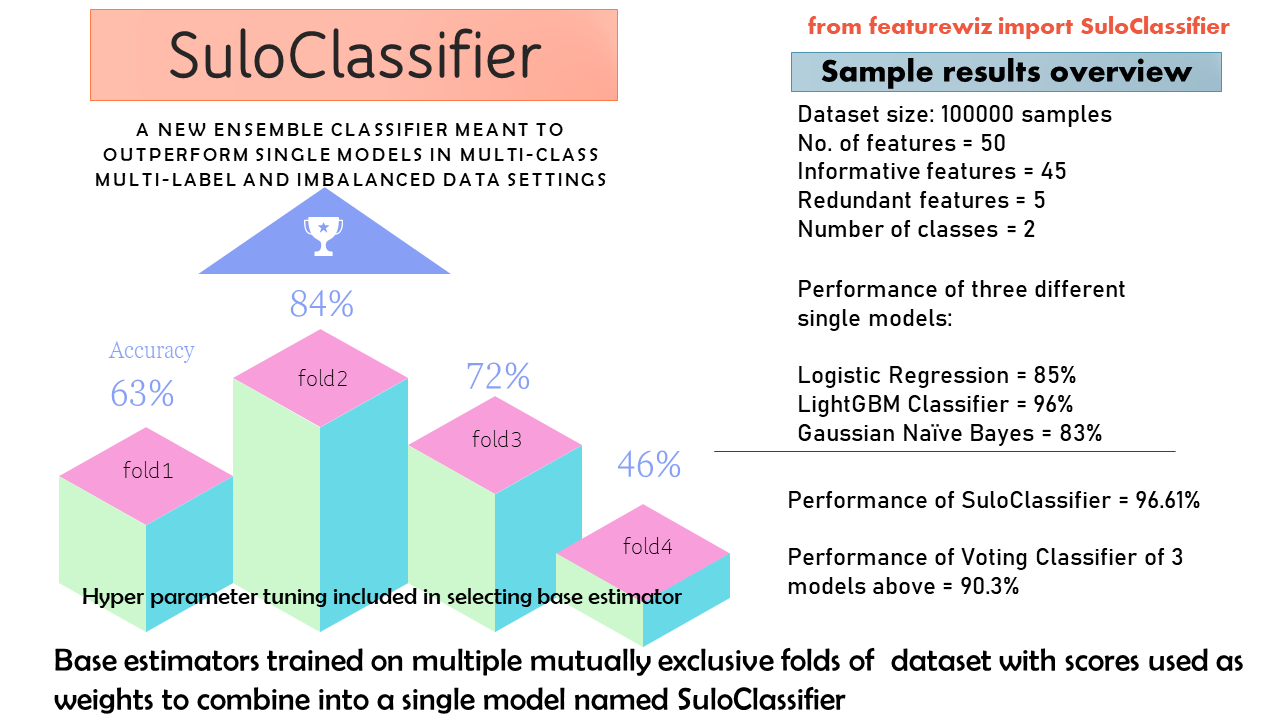 SuloClassifier
A NEW ENSEMBLE CLASSIFIER MEANT TO
OUTPERFORM SINGLE MODELS IN MULTI-CLASS
MULTI-LABEL AND IMBALANCED DATA SETTINGS
84%
Accuracy
63%
72%
46%
fold1
fold2
fold3
fold4
Hyper parameter tuning included in selecting base estimator
from featurewiz import SuloClassifier
Sample results overview
Dataset size: 100000 samples
No. of features = 50
Informative features = 45
Redundant features = 5
Number of classes = 2
Performance of three different
single models:
Logistic Regression = 85%
LightGBM Classifier = 96%
Gaussian Naïve Bayes = 83%
Performance of SuloClassifier = 96.61%
Performance of Voting Classifier of 3
models above = 90.3%
Base estimators trained on multiple mutually exclusive folds of  dataset with scores used as
weights to combine into a single model named SuloClassifier